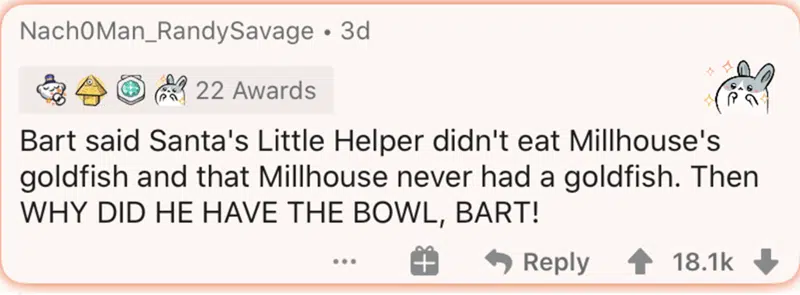 Nach0Man_RandySavage • 3d
22 Awards
Bart said Santa's Little Helper didn't eat Millhouse's
goldfish and that Millhouse never had a goldfish. Then
WHY DID HE HAVE THE BOWL, BART!
Reply 18.1k